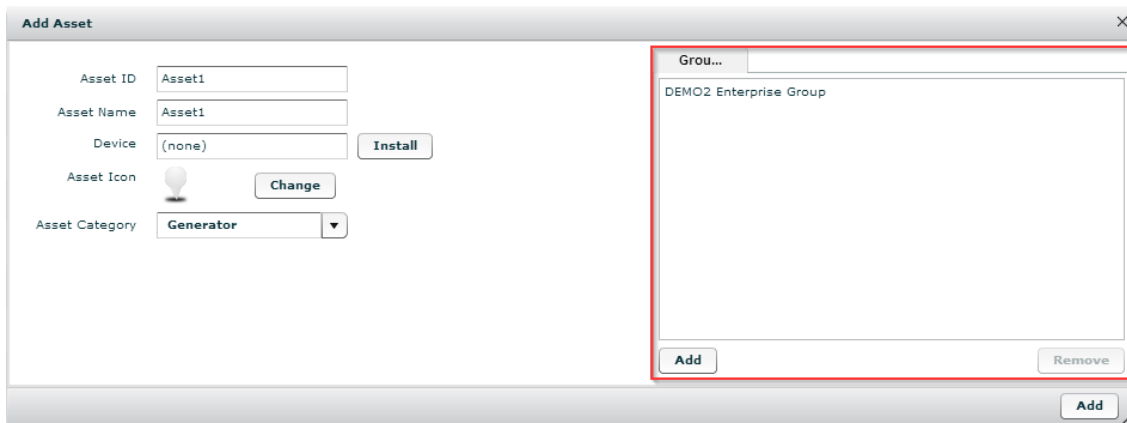 Add Asset
Asset ID
Asset1
Asset Name
Asset1
Device
(none)
Install
Asset Icon
Change
Asset Category
Generator
Grou...
DEMO2 Enterprise Group
Add
Remove
Add